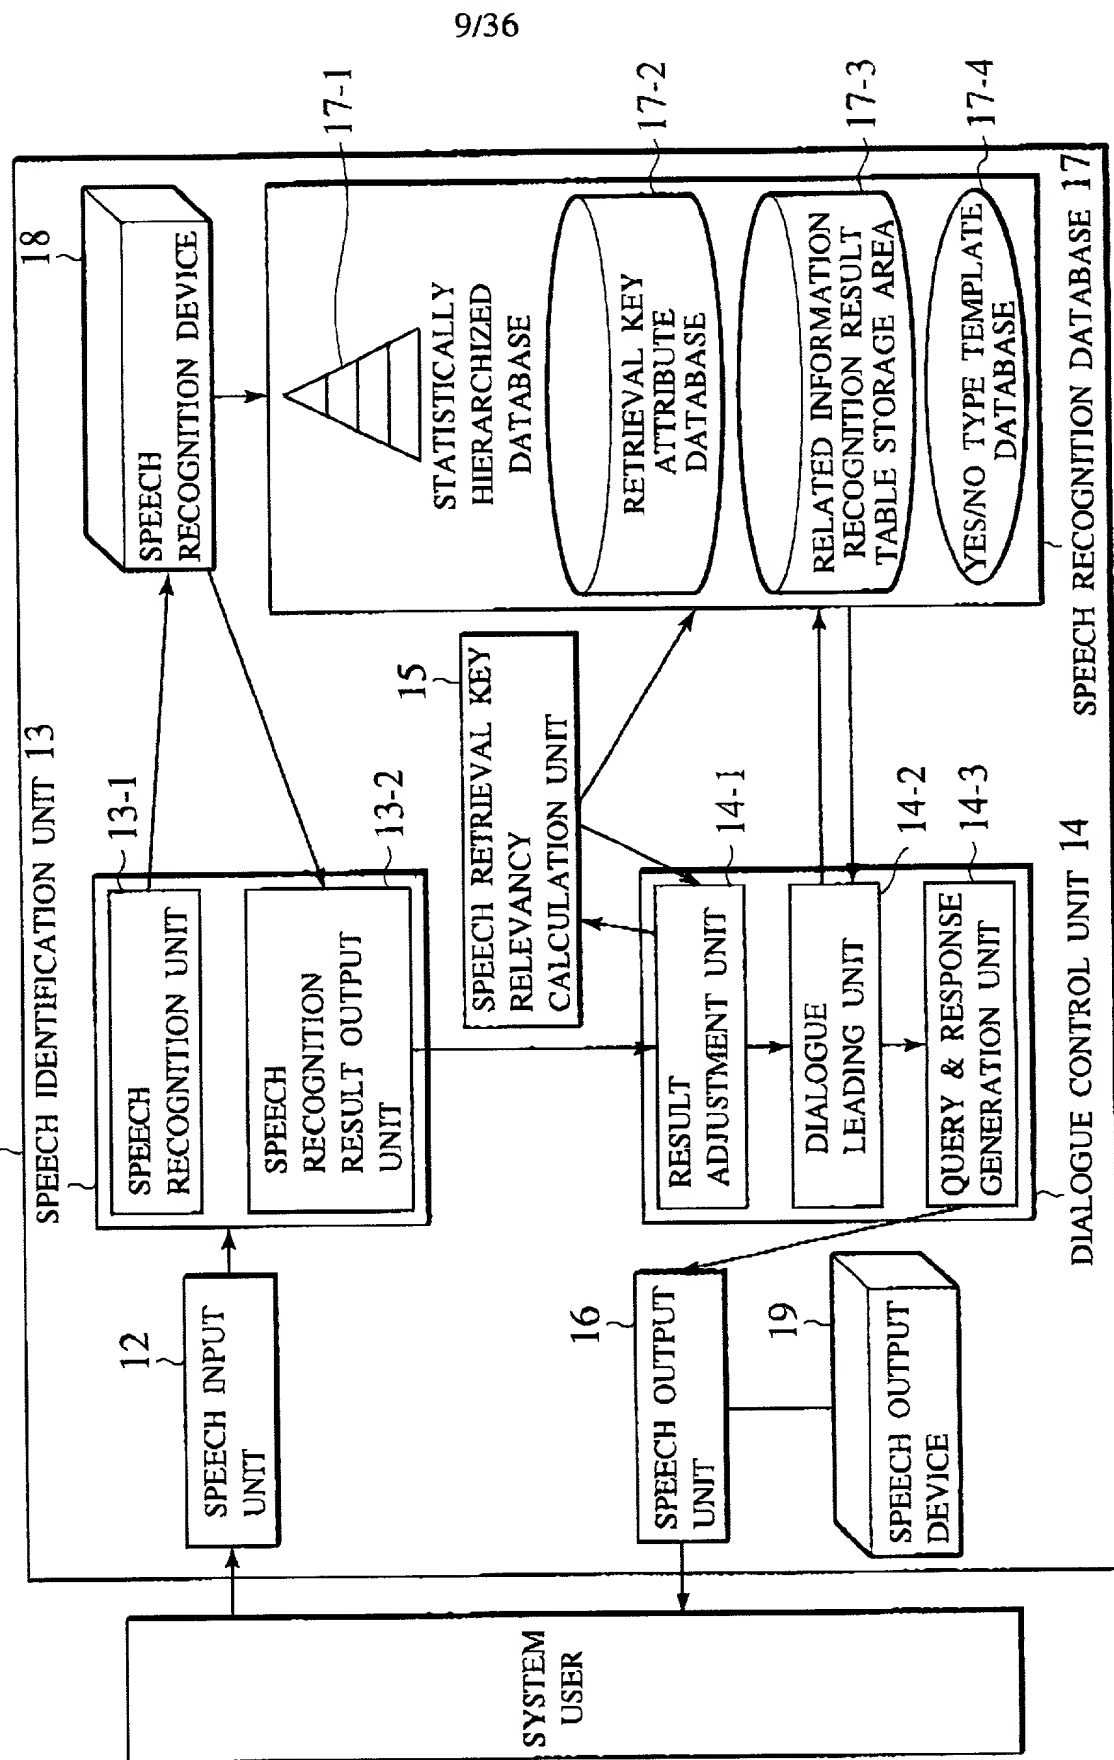 9/36
SYSTEM
USER
12
SPEECH INPUT
UNIT
SPEECH IDENTIFICATION UNIT 13
13-1
SPEECH
RECOGNITION UNIT
13-2
SPEECH
RECOGNITION
RESULT OUTPUT
UNIT
18
SPEECH
RECOGNITION DEVICE
15
SPEECH RETRIEVAL KEY
RELEVANCY
CALCULATION UNIT
16
SPEECH OUTPUT
UNIT
19
SPEECH OUTPUT
DEVICE
14-1
RESULT
ADJUSTMENT UNIT
14-2
DIALOGUE
LEADING UNIT
14-3
QUERY & RESPONSE
GENERATION UNIT
DIALOGUE CONTROL UNIT 14
17-1
STATISTICALLY
HIERARCHIZED
DATABASE
17-2
RETRIEVAL KEY
ATTRIBUTE
DATABASE
17-3
RELATED INFORMATION
RECOGNITION RESULT
TABLE STORAGE AREA
17-4
YES/NO TYPE TEMPLATE
DATABASE
SPEECH RECOGNITION DATABASE 17